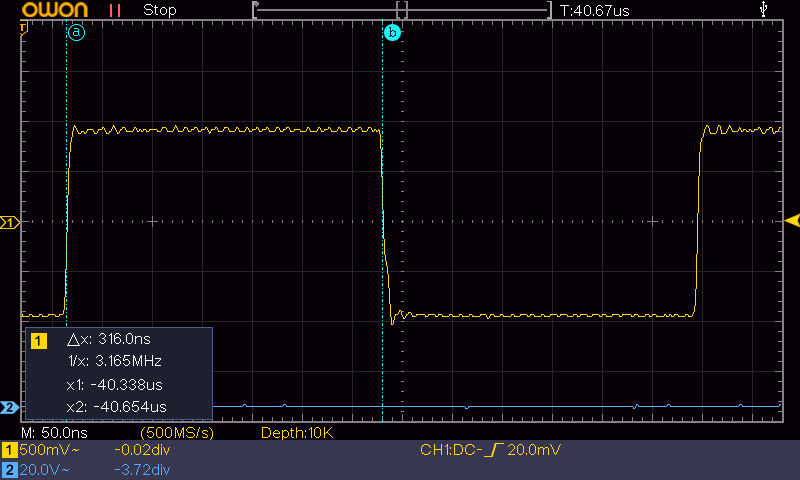 OWON Stop T:40.67us
T
a b
1
1 △x: 316.0ns
1/x: 3.165MHz
x1: -40.338us
x2: -40.654us
2
M: 50.0ns (500MS/s) Depth:10K
1 500mV~ -0.02div CH1:DC- 20.0mV
2 20.0V~ -3.72div